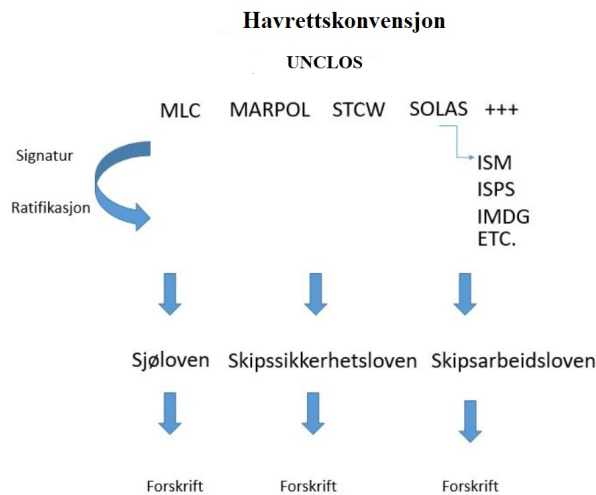 Havrettskonvensjon
UNCLOS
MLC MARPOL STCW SOLAS +++
Signatur
ISM
ISPS
Ratifikasjon
IMDG
ETC.
Sjøloven Skipssikkerhetsloven Skipsarbeidsloven
Forskrift Forskrift Forskrift